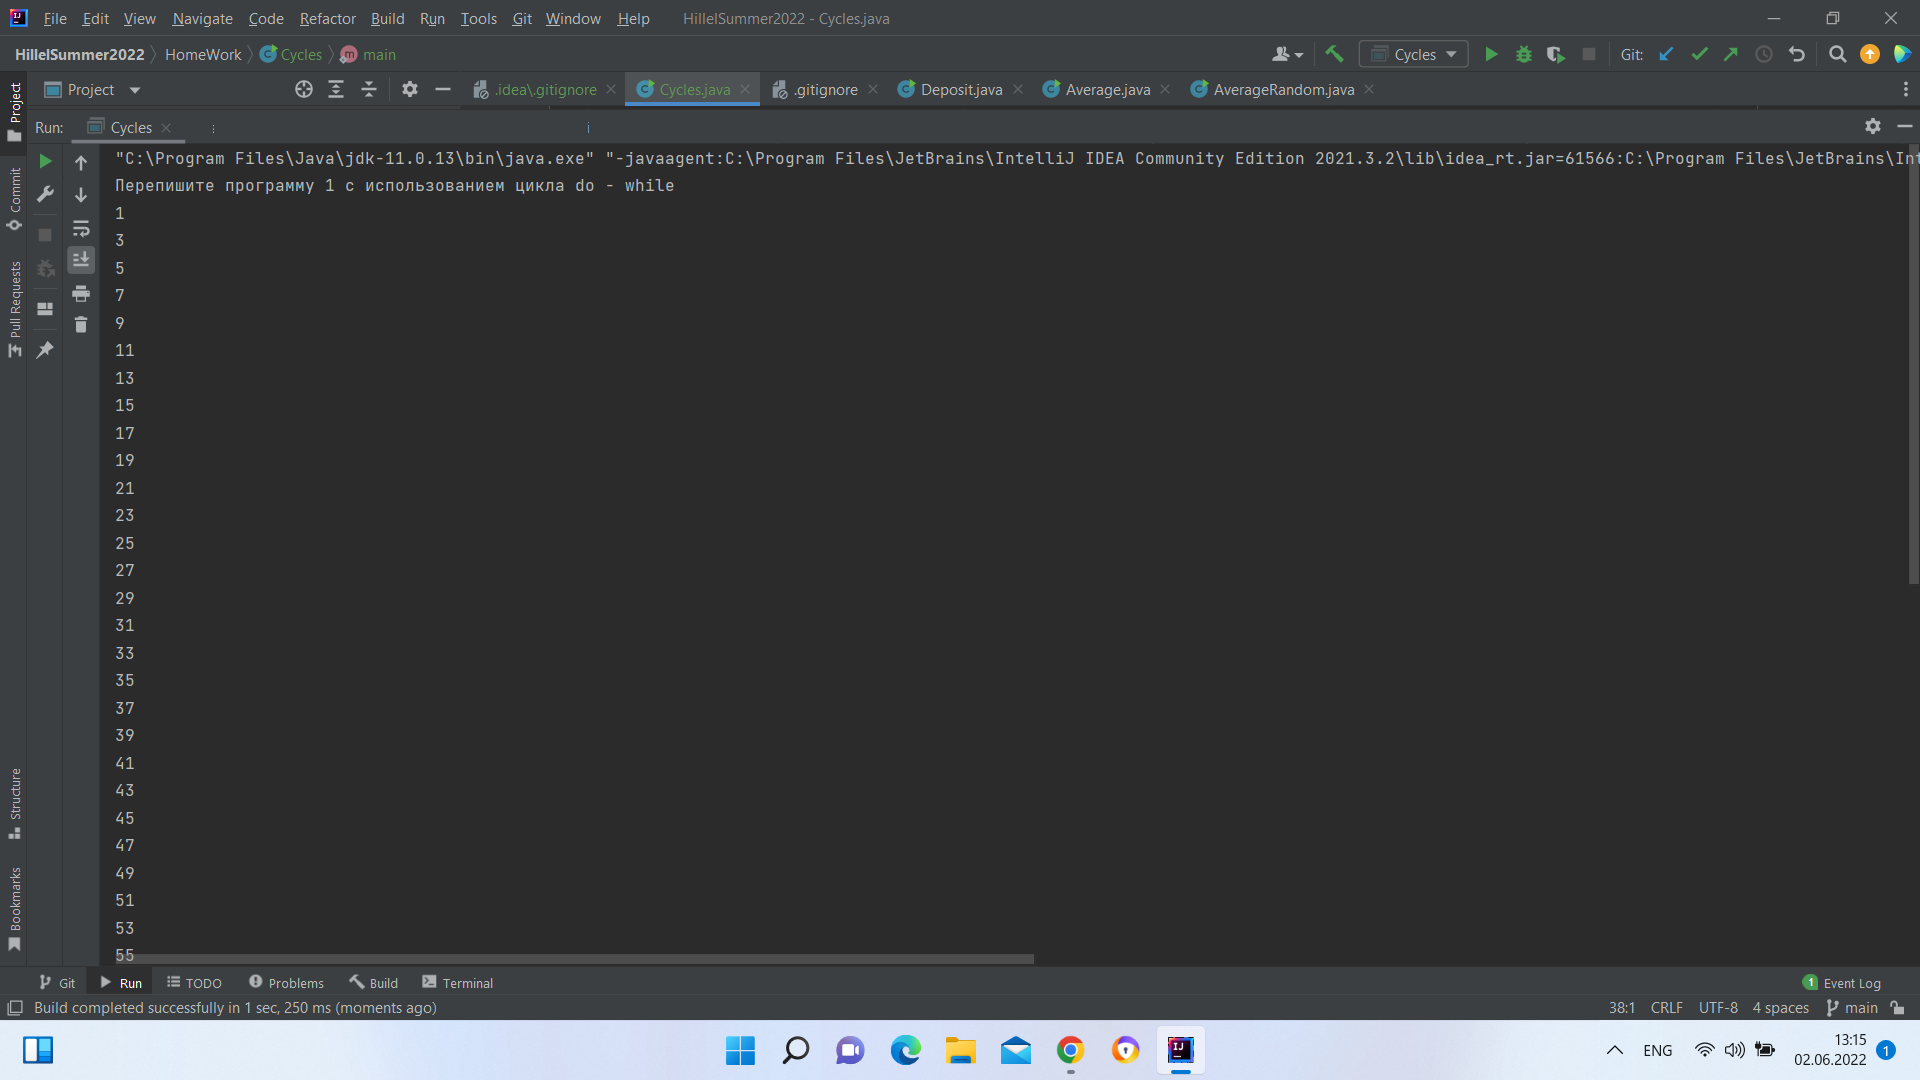 File Edit View Navigate Code Refactor Build Run Tools Git Window Help HillelSummer2022 - Cycles.java
HillelSummer2022 HomeWork Cycles main Cycles Git:
Project .idea\.gitignore Cycles.java .gitignore Deposit.java Average.java AverageRandom.java
Run: Cycles
Project
Commit
Pull Requests
Structure
Bookmarks
"C:\Program Files\Java\jdk-11.0.13\bin\java.exe" "-javaagent:C:\Program Files\JetBrains\IntelliJ IDEA Community Edition 2021.3.2\lib\idea_rt.jar=61566:C:\Program Files\JetBrains\Int
Перепишите программу 1 с использованием цикла do - while
1
3
5
7
9
11
13
15
17
19
21
23
25
27
29
31
33
35
37
39
41
43
45
47
49
51
53
55
Git Run TODO Problems Build Terminal 1 Event Log
Build completed successfully in 1 sec, 250 ms (moments ago) 38:1 CRLF UTF-8 4 spaces main
ENG 13:15
02.06.2022 1